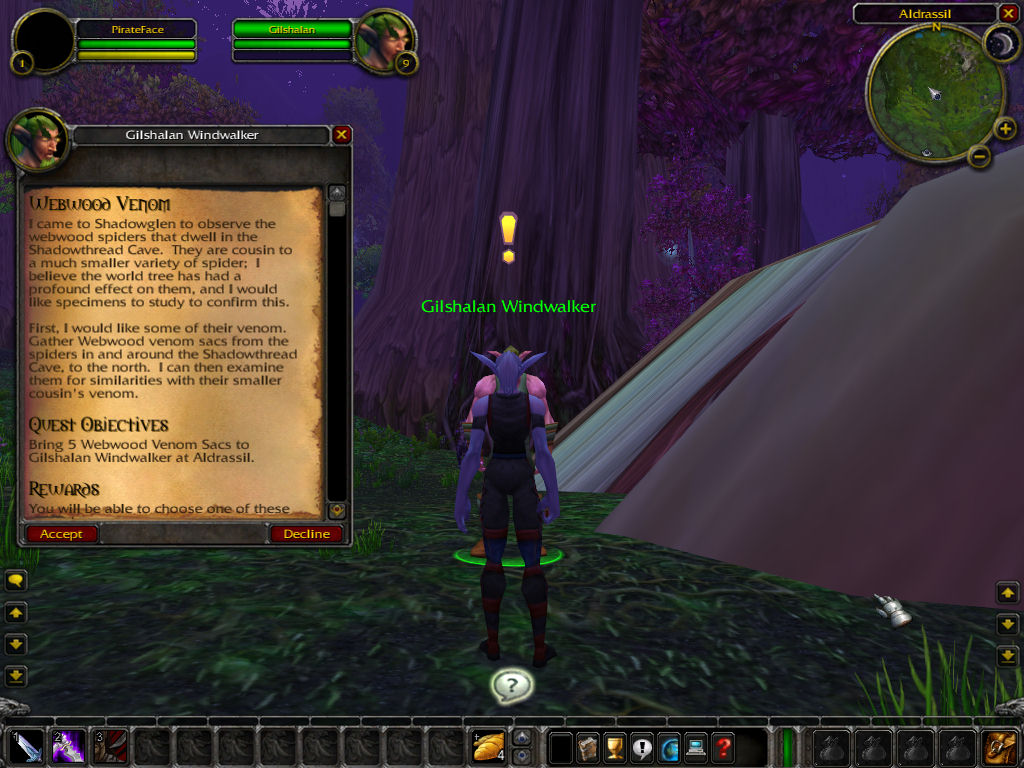 PirateFace
1
Gilshalan
9
Aldrassil
N
Gilshalan Windwalker
Webwood Venom
I came to Shadowglen to observe the
webwood spiders that dwell in the
Shadowthread Cave. They are cousin to
a much smaller variety of spider; I
believe the world tree has had a
profound effect on them, and I would
like specimens to study to confirm this.
First, I would like some of their venom.
Gather Webwood venom sacs from the
spiders in and around the Shadowthread
Cave, to the north. I can then examine
them for similarities with their smaller
cousin's venom.
Quest Objectives
Bring 5 Webwood Venom Sacs to
Gilshalan Windwalker at Aldrassil.
Rewards
You will be able to choose one of these
Accept
Decline
!
Gilshalan Windwalker
?
1
2
3
4
!
?